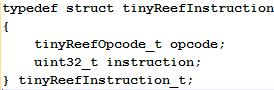 typedef struct tinyReefInstruction
{
    tinyReefOpcode_t opcode;
    uint32_t instruction;
} tinyReefInstruction_t;